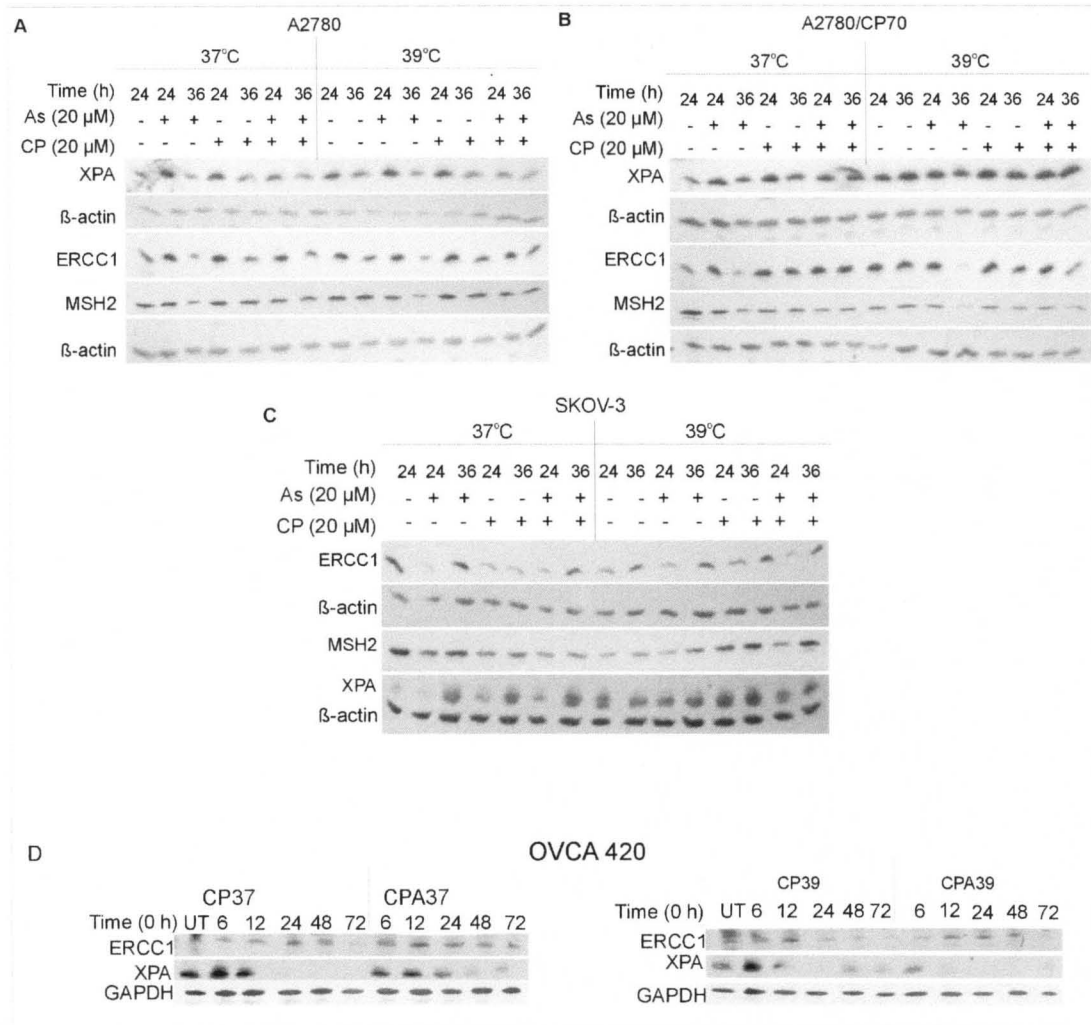 A
A2780
37°C 39°C
Time (h) 24 24 36 24 36 24 36 24 36 24 36 24 36 24 36
As (20 µM) - + + - - + + - - + + - - + +
CP (20 µM) - - - + + + + - - - - + + + +
XPA
ß-actin
ERCC1
MSH2
ß-actin
B
A2780/CP70
37°C 39°C
Time (h) 24 24 36 24 36 24 36 24 36 24 36 24 36 24 36
As (20 µM) - + + - - + + - - + + - - + +
CP (20 µM) - - - + + + + - - - - + + + +
XPA
ß-actin
ERCC1
MSH2
ß-actin
C
SKOV-3
37°C 39°C
Time (h) 24 24 36 24 36 24 36 24 36 24 36 24 36 24 36
As (20 µM) - + + - - + + - - + + - - + +
CP (20 µM) - - - + + + + - - - - + + + +
ERCC1
ß-actin
MSH2
XPA
ß-actin
D
OVCA 420
CP37 CPA37
Time (0 h) UT 6 12 24 48 72 6 12 24 48 72
ERCC1
XPA
GAPDH
CP39 CPA39
Time (0 h) UT 6 12 24 48 72 6 12 24 48 72
ERCC1
XPA
GAPDH